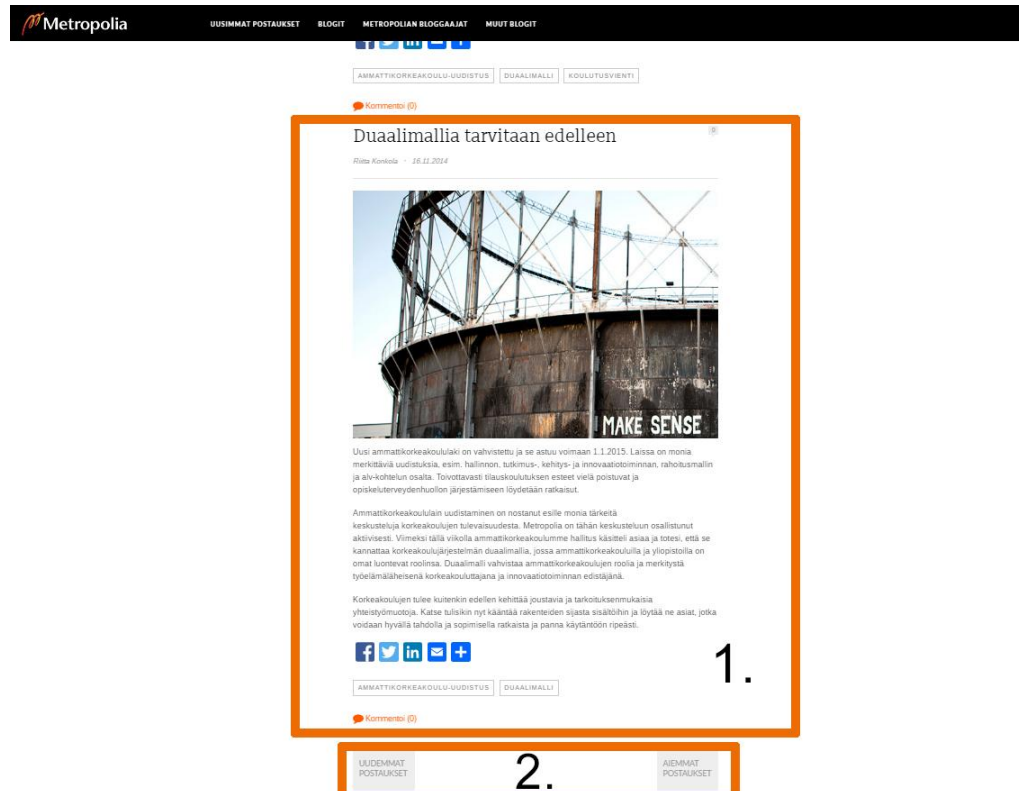 Metropolia
UUSIMMAT POSTAUKSET BLOGIT METROPOLIAN BLOGGAAJAT MUUT BLOGIT
AMMATTIKORKEAKOULU-UUDISTUS DUAALIMALLI KOULUTUSVIENTI
Kommentoi (0)
Duaalimallia tarvitaan edelleen
0
Riitta Konkola · 16.11.2014
MAKE SENSE
Uusi ammattikorkeakoululaki on vahvistettu ja se astuu voimaan 1.1.2015. Laissa on monia
merkittäviä uudistuksia, esim. hallinnon, tutkimus-, kehitys- ja innovaatiotoiminnan, rahoitusmallin
ja alv-kohtelun osalta. Toivottavasti tilauskoulutuksen esteet vielä poistuvat ja
opiskeluterveydenhuollon järjestämiseen löydetään ratkaisut.
Ammattikorkeakoululain uudistaminen on nostanut esille monia tärkeitä
keskusteluja korkeakoulujen tulevaisuudesta. Metropolia on tähän keskusteluun osallistunut
aktiivisesti. Viimeksi tällä viikolla ammattikorkeakoulumme hallitus käsitteli asiaa ja totesi, että se
kannattaa korkeakoulujärjestelmän duaalimallia, jossa ammattikorkeakouluilla ja yliopistoilla on
omat luontevat roolinsa. Duaalimalli vahvistaa ammattikorkeakoulujen roolia ja merkitystä
työelämäläheisenä korkeakouluttajana ja innovaatiotoiminnan edistäjänä.
Korkeakoulujen tulee kuitenkin edellen kehittää joustavia ja tarkoituksenmukaisia
yhteistyömuotoja. Katse tulisikin nyt kääntää rakenteiden sijasta sisältöihin ja löytää ne asiat, jotka
voidaan hyvällä tahdolla ja sopimisella ratkaista ja panna käytäntöön ripeästi.
1.
AMMATTIKORKEAKOULU-UUDISTUS DUAALIMALLI
Kommentoi (0)
UUDEMMAT
POSTAUKSET
2.
AIEMMAT
POSTAUKSET